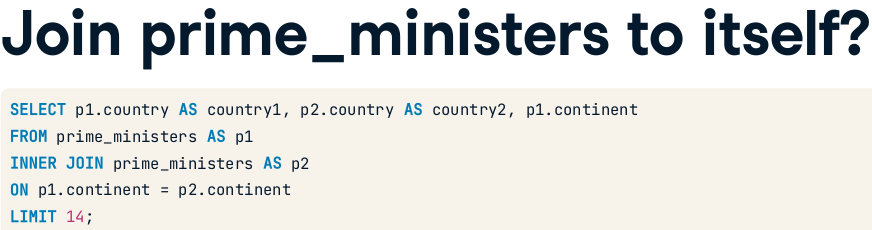 Join prime_ministers to itself?
SELECT p1.country AS country1, p2.country AS country2, p1.continent
FROM prime_ministers AS p1
INNER JOIN prime_ministers AS p2
ON p1.continent = p2.continent
LIMIT 14;